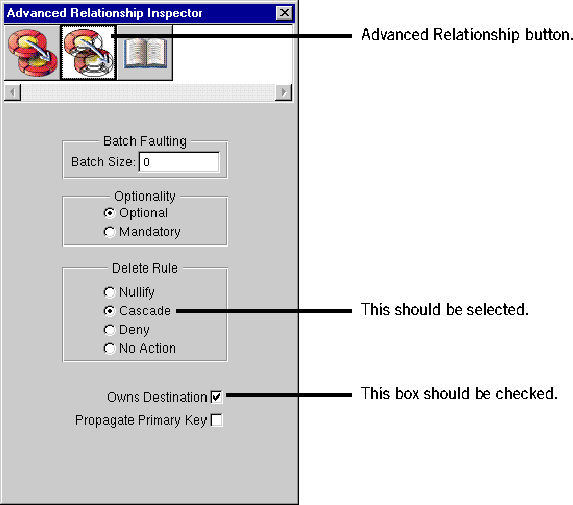 Advanced Relationship Inspector
Advanced Relationship button.
Batch Faulting
Batch Size: 0
Optionality
Optional
Mandatory
Delete Rule
Nullify
Cascade
This should be selected.
Deny
No Action
Owns Destination
This box should be checked.
Propagate Primary Key